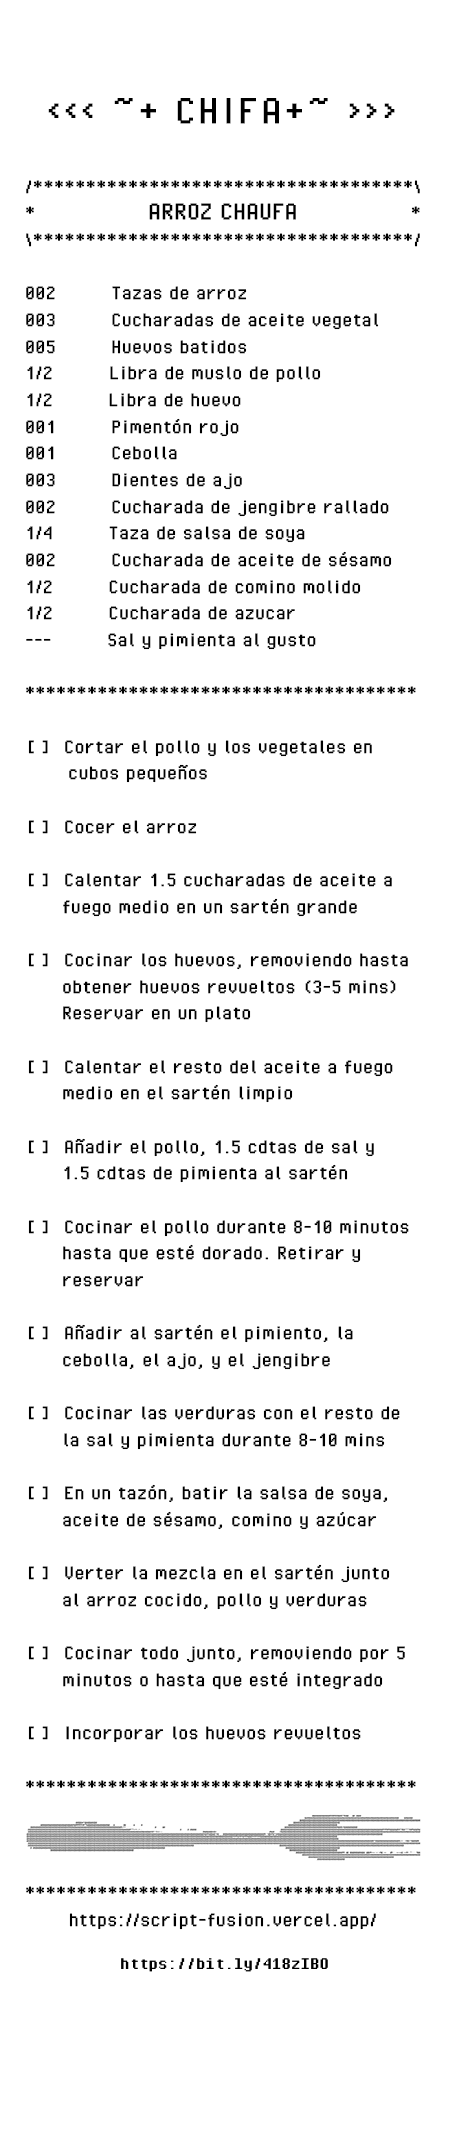 <<< ~+ CHIFA+~ >>>
/************************************\
* ARROZ CHAUFA *
\************************************/
002 Tazas de arroz
003 Cucharadas de aceite vegetal
005 Huevos batidos
1/2 Libra de muslo de pollo
1/2 Libra de huevo
001 Pimentón rojo
001 Cebolla
003 Dientes de ajo
002 Cucharada de jengibre rallado
1/4 Taza de salsa de soya
002 Cucharada de aceite de sésamo
1/2 Cucharada de comino molido
1/2 Cucharada de azucar
--- Sal y pimienta al gusto
**************************************
[ ] Cortar el pollo y los vegetales en
cubos pequeños
[ ] Cocer el arroz
[ ] Calentar 1.5 cucharadas de aceite a
fuego medio en un sartén grande
[ ] Cocinar los huevos, removiendo hasta
obtener huevos revueltos (3-5 mins)
Reservar en un plato
[ ] Calentar el resto del aceite a fuego
medio en el sartén limpio
[ ] Añadir el pollo, 1.5 cdtas de sal y
1.5 cdtas de pimienta al sartén
[ ] Cocinar el pollo durante 8-10 minutos
hasta que esté dorado. Retirar y
reservar
[ ] Añadir al sartén el pimiento, la
cebolla, el ajo, y el jengibre
[ ] Cocinar las verduras con el resto de
la sal y pimienta durante 8-10 mins
[ ] En un tazón, batir la salsa de soya,
aceite de sésamo, comino y azúcar
[ ] Verter la mezcla en el sartén junto
al arroz cocido, pollo y verduras
[ ] Cocinar todo junto, removiendo por 5
minutos o hasta que esté integrado
[ ] Incorporar los huevos revueltos
**************************************
**************************************
https://script-fusion.vercel.app/
https://bit.ly/418zIBO